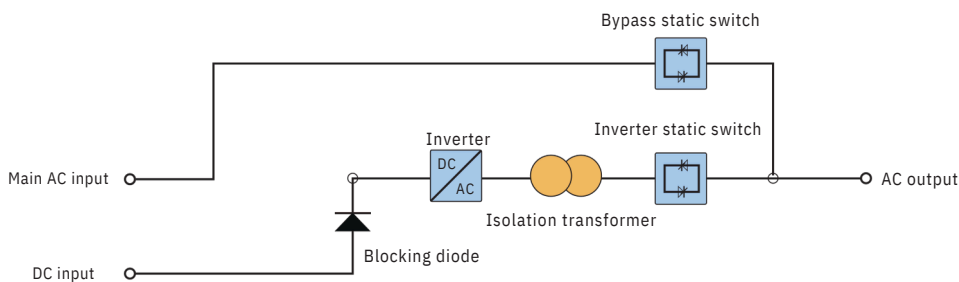 Bypass static switch
Inverter static switch
Inverter
DC
AC
Main AC input
AC output
Isolation transformer
Blocking diode
DC input